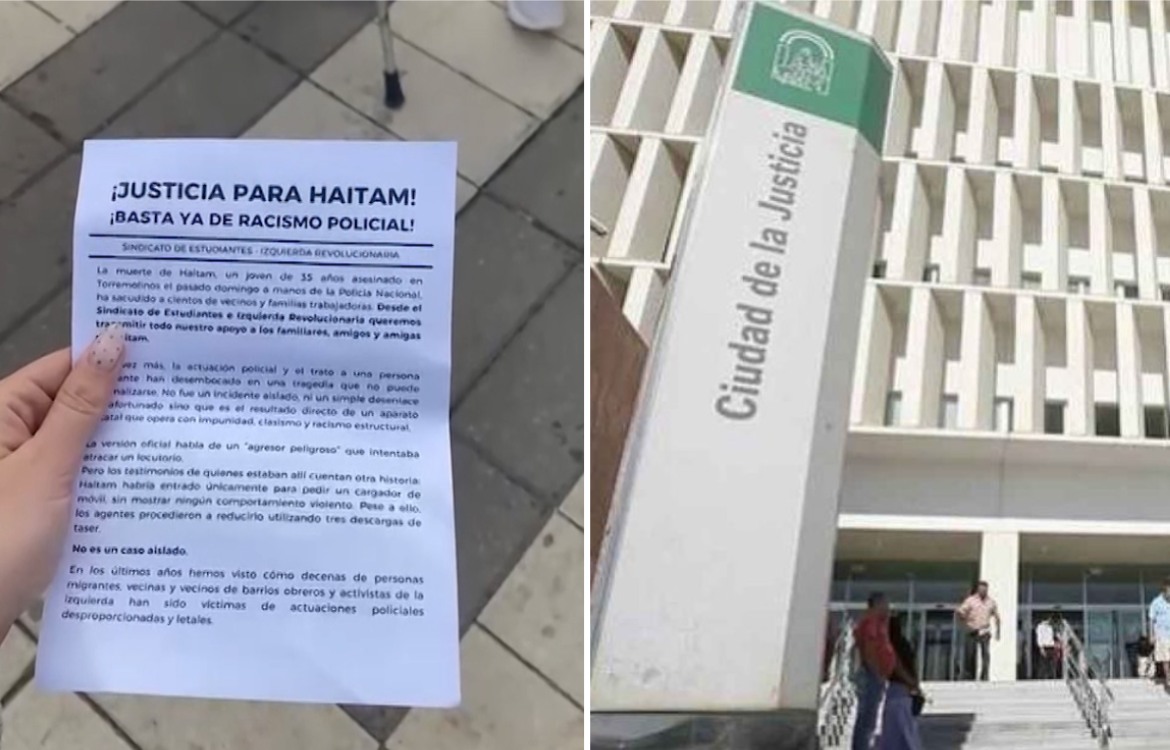 ¡JUSTICIA PARA HAITAM!
¡BASTA YA DE RACISMO POLICIAL!
SINDICATO DE ESTUDIANTES - IZQUIERDA REVOLUCIONARIA
La muerte de Haitam, un joven de 35 años asesinado en
Torremolinos el pasado domingo a manos de la Policía Nacional,
ha sacudido a cientos de vecinos y familias trabajadoras. Desde el
Sindicato de Estudiantes e Izquierda Revolucionaria queremos
transmitir todo nuestro apoyo a los familiares, amigos y amigas
itam.
vez más, la actuación policial y el trato a una persona
ante han desembocado en una tragedia que no puede
nalizarse. No fue un incidente aislado, ni un simple desenlace
afortunado sino que es el resultado directo de un aparato
atal que opera con impunidad, clasismo y racismo estructural.
La versión oficial habla de un "agresor peligroso" que intentaba
atracar un locutorio.
Pero los testimonios de quienes estaban allí cuentan otra historia:
Haitam habría entrado únicamente para pedir un cargador de
móvil, sin mostrar ningún comportamiento violento. Pese a ello,
los agentes procedieron a reducirlo utilizando tres descargas de
taser.
No es un caso aislado.
En los últimos años hemos visto cómo decenas de personas
migrantes, vecinas y vecinos de barrios obreros y activistas de la
izquierda han sido víctimas de actuaciones policiales
desproporcionadas y letales.
Ciudad de la Justicia